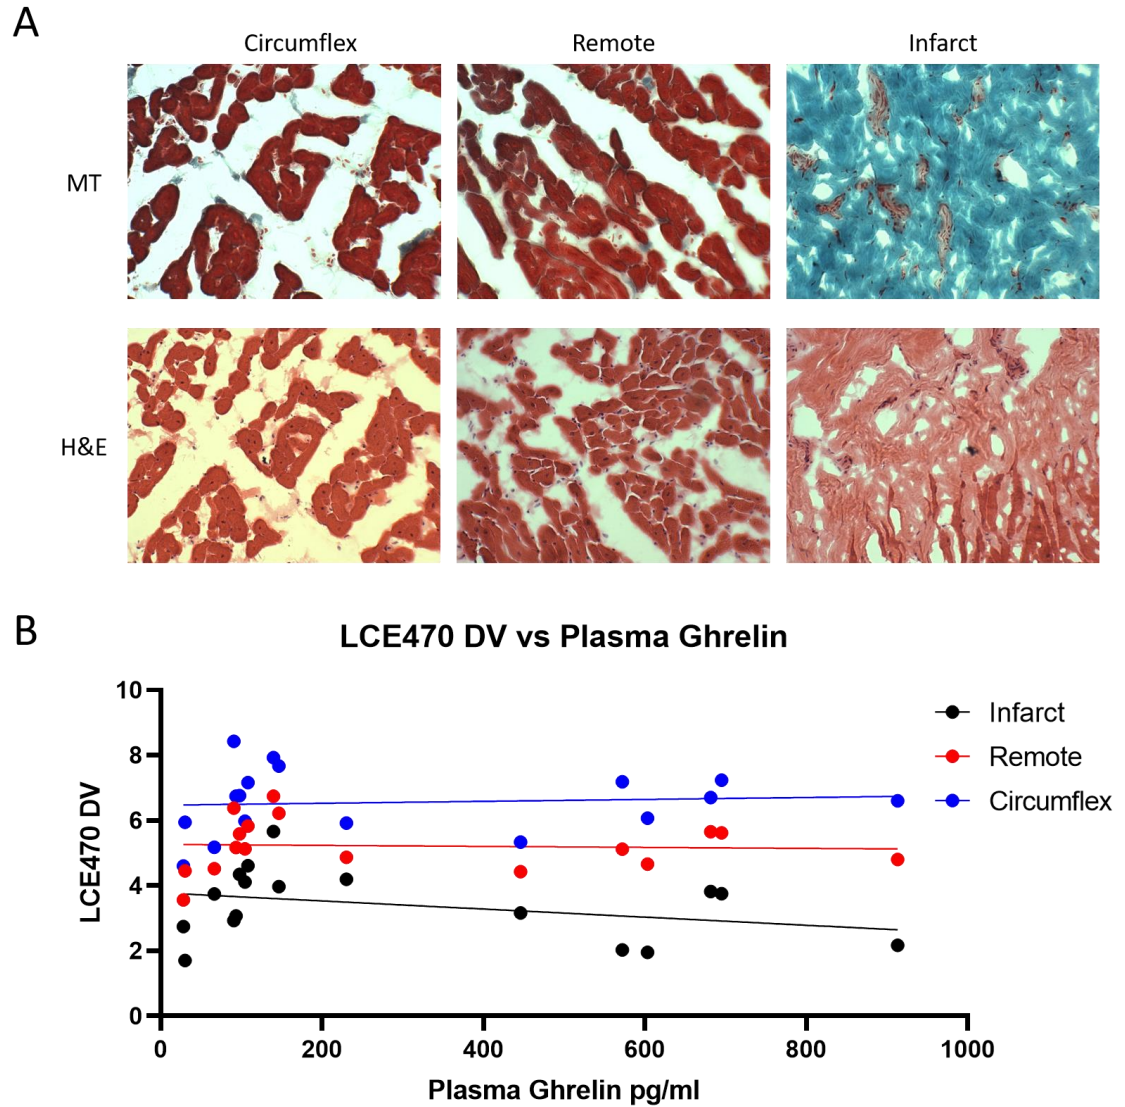 A
Circumflex Remote Infarct
MT
H&E
B
LCE470 DV vs Plasma Ghrelin
10
8
6
4
2
0
LCE470 DV
0 200 400 600 800 1000
Plasma Ghrelin pg/ml
Infarct
Remote
Circumflex